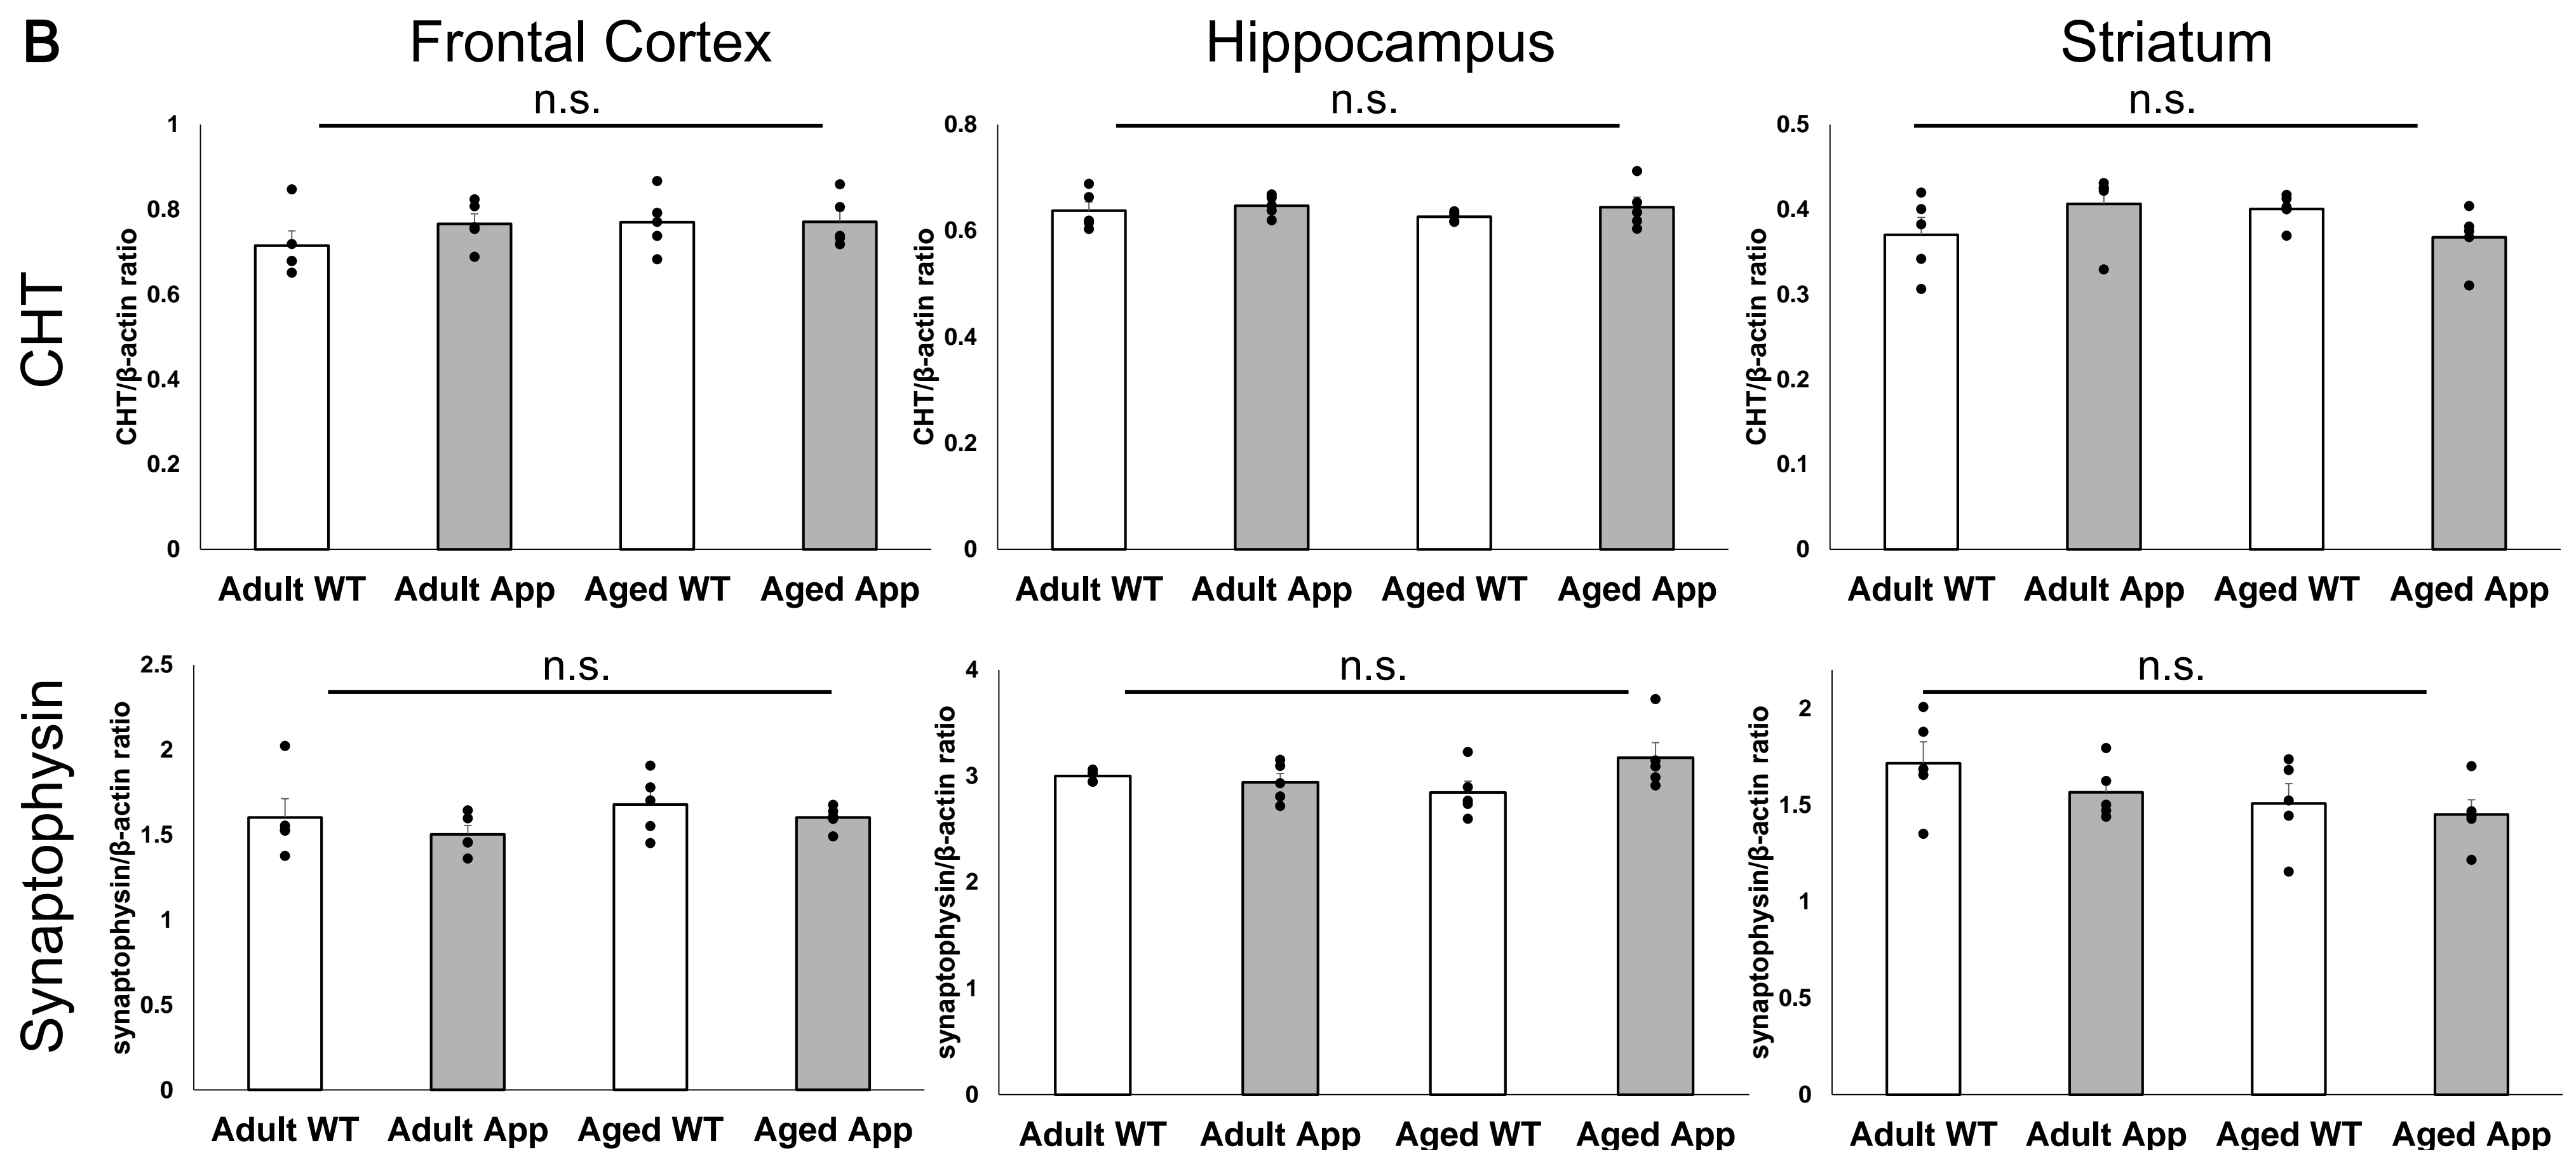 B
Frontal Cortex
Hippocampus
Striatum
CHT
n.s.
CHT/β-actin ratio
1
0.8
0.6
0.4
0.2
0
Adult WT Adult App Aged WT Aged App
n.s.
CHT/β-actin ratio
0.8
0.6
0.4
0.2
0
Adult WT Adult App Aged WT Aged App
n.s.
CHT/β-actin ratio
0.5
0.4
0.3
0.2
0.1
0
Adult WT Adult App Aged WT Aged App
Synaptophysin
n.s.
synaptophysin/β-actin ratio
2.5
2
1.5
1
0.5
0
Adult WT Adult App Aged WT Aged App
n.s.
synaptophysin/β-actin ratio
4
3
2
1
0
Adult WT Adult App Aged WT Aged App
n.s.
synaptophysin/β-actin ratio
2
1.5
1
0.5
0
Adult WT Adult App Aged WT Aged App